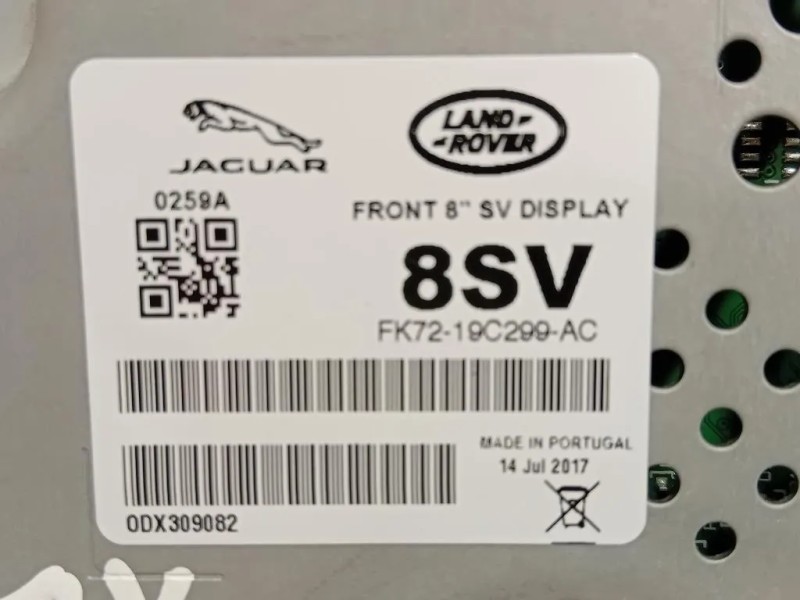 JAGUAR
LAND-
-ROVER
0259A
FRONT 8" SV DISPLAY
8SV
FK72-19C299-AC
MADE IN PORTUGAL
14 Jul 2017
ODX309082